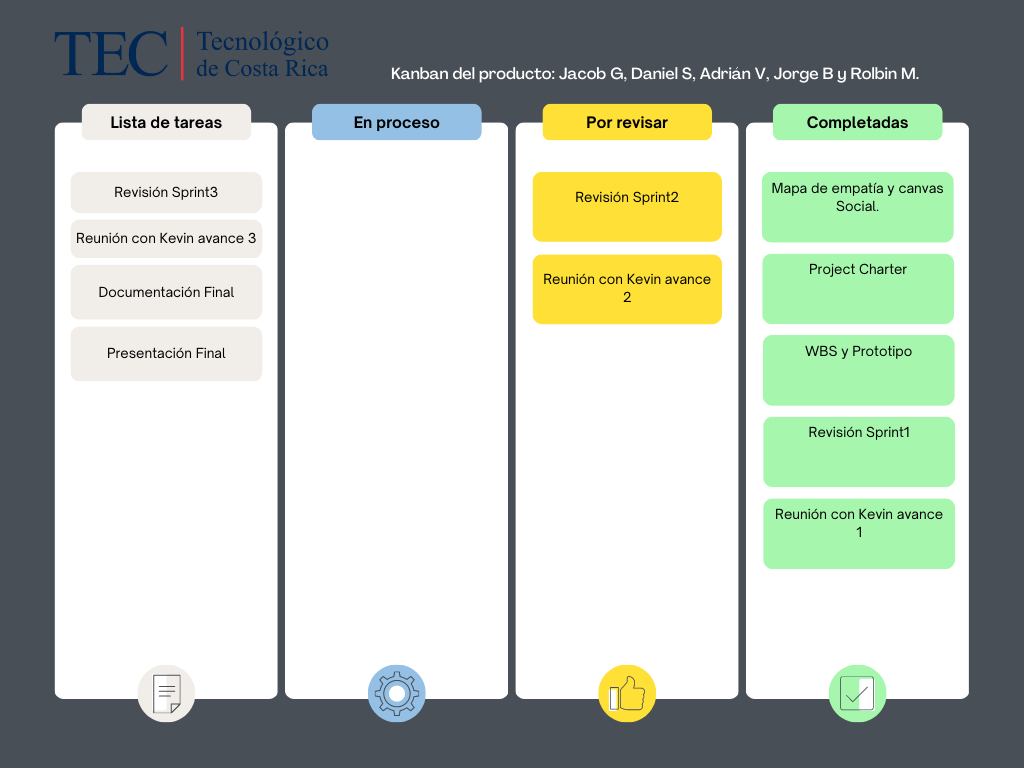 TEC
Tecnológico
de Costa Rica
Kanban del producto: Jacob G, Daniel S, Adrián V, Jorge B y Rolbin M.
Lista de tareas
Revisión Sprint3
Reunión con Kevin avance 3
Documentación Final
Presentación Final
En proceso
Por revisar
Revisión Sprint2
Reunión con Kevin avance
2
Completadas
Mapa de empatía y canvas
Social.
Project Charter
WBS y Prototipo
Revisión Sprint1
Reunión con Kevin avance
1